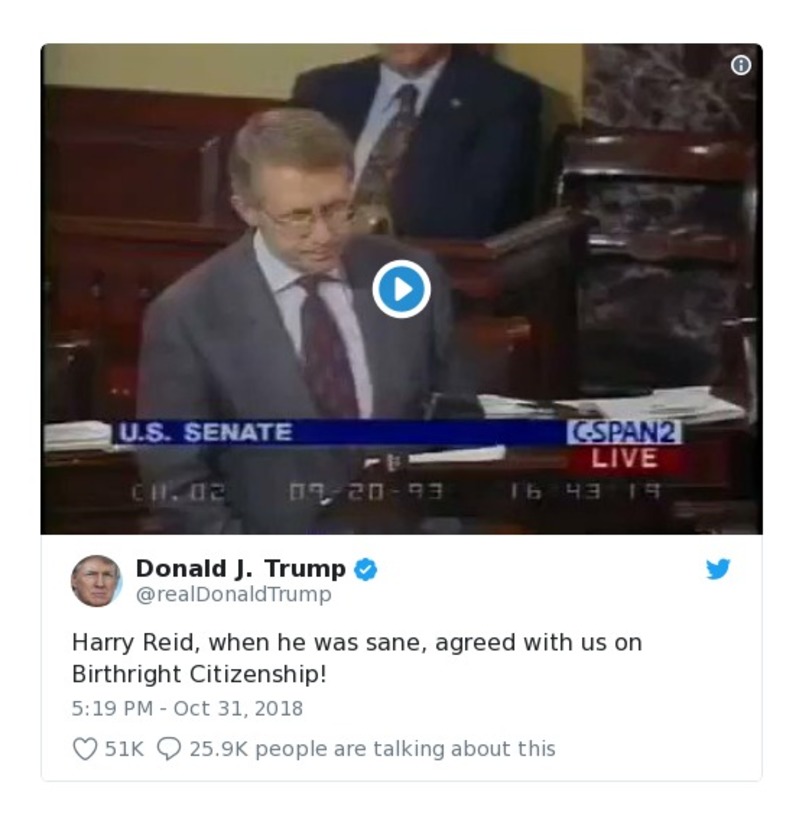 U.S. SENATE
C-SPAN2
LIVE
CH. 02 09-20-93 16 43 19
Donald J. Trump
@realDonaldTrump
Harry Reid, when he was sane, agreed with us on
Birthright Citizenship!
5:19 PM - Oct 31, 2018
51K 25.9K people are talking about this